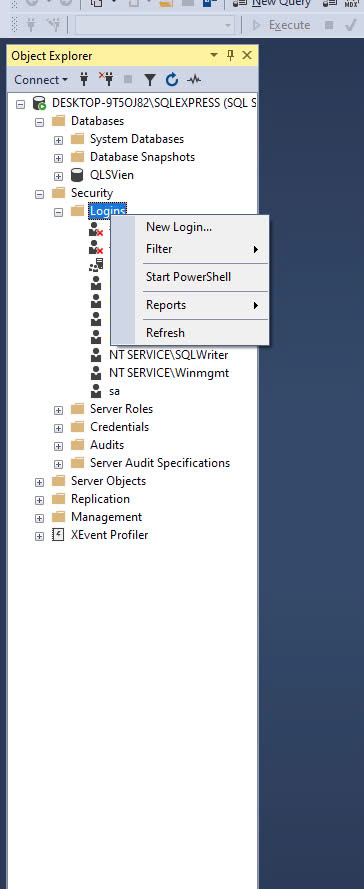 New Query
MDX
Execute
Object Explorer
Connect
DESKTOP-9T5OJ82\SQLEXPRESS (SQL S
Databases
System Databases
Database Snapshots
QLSVien
Security
Logins
New Login...
Filter
Start PowerShell
Reports
Refresh
NT SERVICE\SQLWriter
NT SERVICE\Winmgmt
sa
Server Roles
Credentials
Audits
Server Audit Specifications
Server Objects
Replication
Management
XEvent Profiler